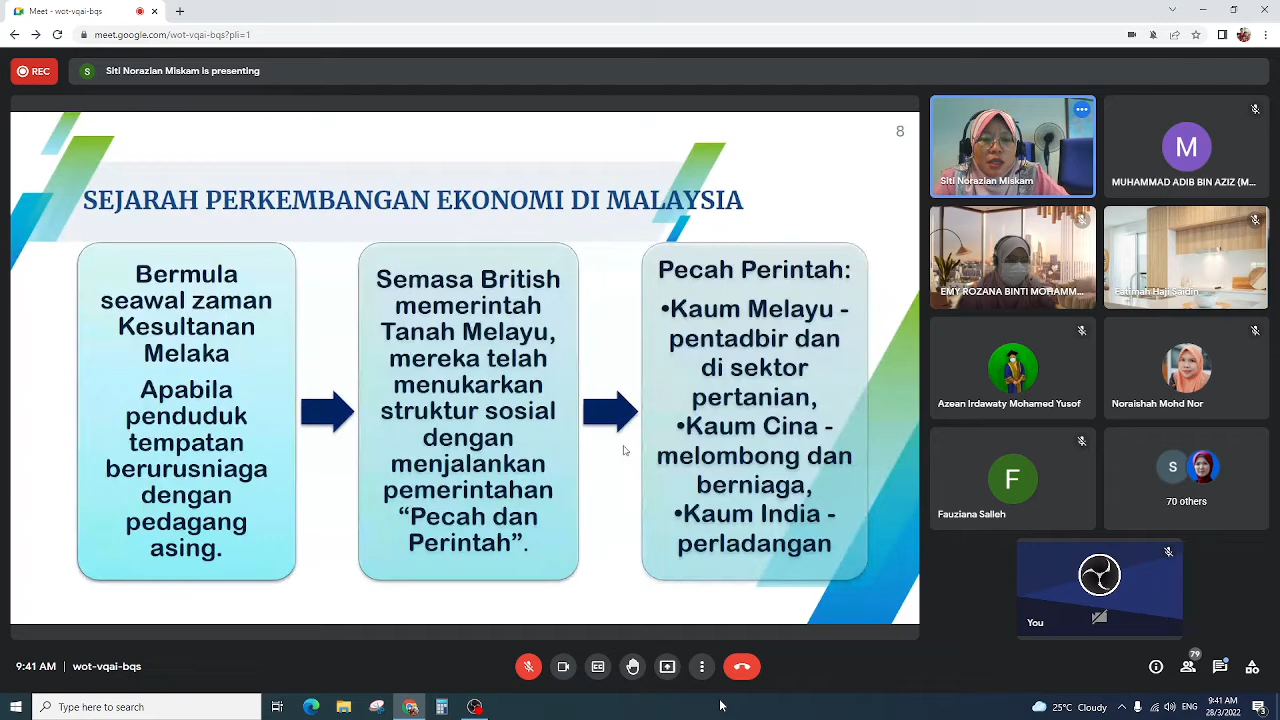 Meet - wot-vqai-bqs
meet.google.com/wot-vqai-bqs?pli=1
REC
S
Siti Norazlan Miskam is presenting
8
SEJARAH PERKEMBANGAN EKONOMI DI MALAYSIA
Bermula
seawal zaman
Kesultanan
Melaka
Apabila
penduduk
tempatan
berurusniaga
dengan
pedagang
asing.
Semasa British
memerintah
Tanah Melayu,
mereka telah
menukarkan
struktur sosial
dengan
menjalankan
pemerintahan
“Pecah dan
Perintah”.
Pecah Perintah:
•Kaum Melayu -
pentadbir dan
di sektor
pertanian,
•Kaum Cina -
melombong dan
berniaga,
•Kaum India -
perladangan
Siti Norazlan Miskam
M
MUHAMMAD ADIB BIN AZIZ (M...
EMY ROZANA BINTI MOHAMM...
Fatimah Haji Saidin
Azean Irdawaty Mohamed Yusof
Noraishah Mohd Nor
F
Fauziana Salleh
S
70 others
You
9:41 AM | wot-vqai-bqs
79
Type here to search
25°C Cloudy
9:41 AM
28/3/2022
3